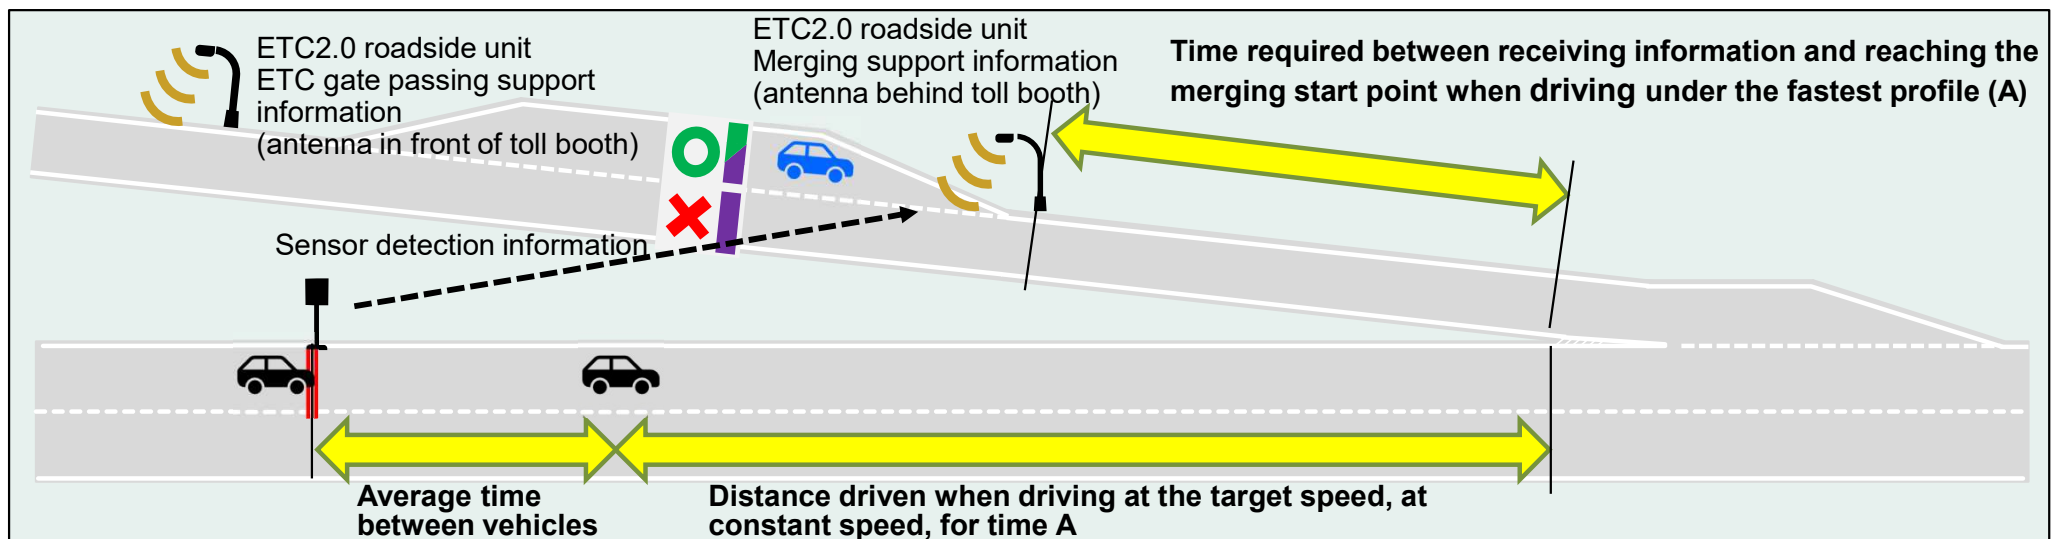 ETC2.0 roadside unit
ETC gate passing support
information
(antenna in front of toll booth)
ETC2.0 roadside unit
Merging support information
(antenna behind toll booth)
Time required between receiving information and reaching the
merging start point when driving under the fastest profile (A)
Sensor detection information
Average time
between vehicles
Distance driven when driving at the target speed, at
constant speed, for time A